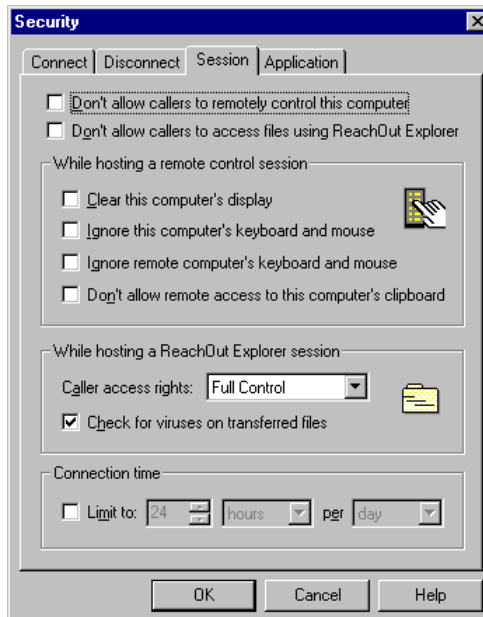 Security
Connect Disconnect Session Application
Don't allow callers to remotely control this computer
Don't allow callers to access files using ReachOut Explorer
While hosting a remote control session
Clear this computer's display
Ignore this computer's keyboard and mouse
Ignore remote computer's keyboard and mouse
Don't allow remote access to this computer's clipboard
While hosting a ReachOut Explorer session
Caller access rights: Full Control
Check for viruses on transferred files
Connection time
Limit to: 24 hours per day
OK Cancel Help